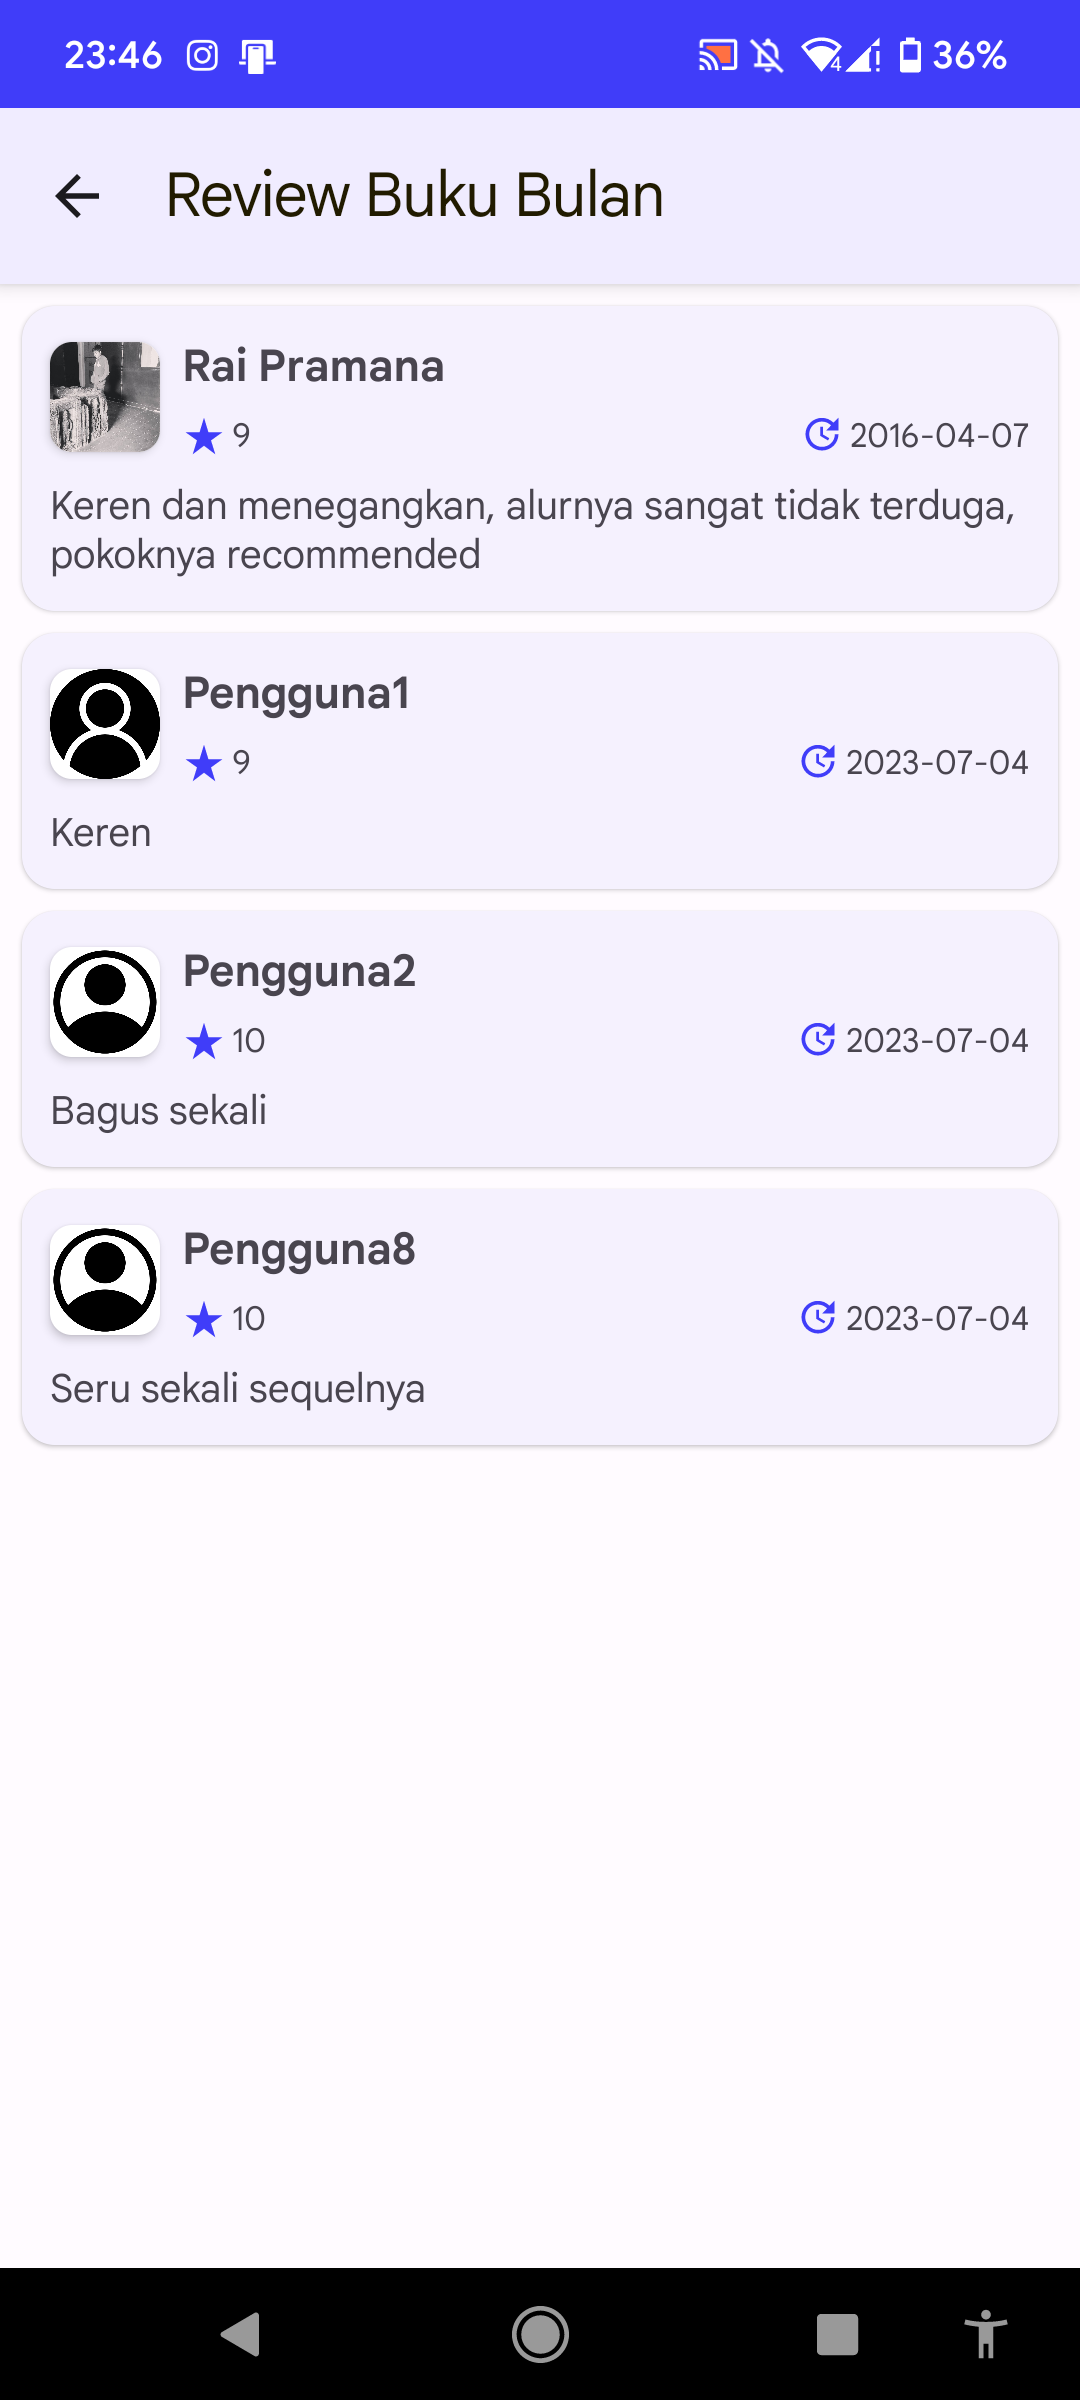 23:46
4
36%
Review Buku Bulan
Rai Pramana
9
2016-04-07
Keren dan menegangkan, alurnya sangat tidak terduga,
pokoknya recommended
Pengguna1
9
2023-07-04
Keren
Pengguna2
10
2023-07-04
Bagus sekali
Pengguna8
10
2023-07-04
Seru sekali sequelnya